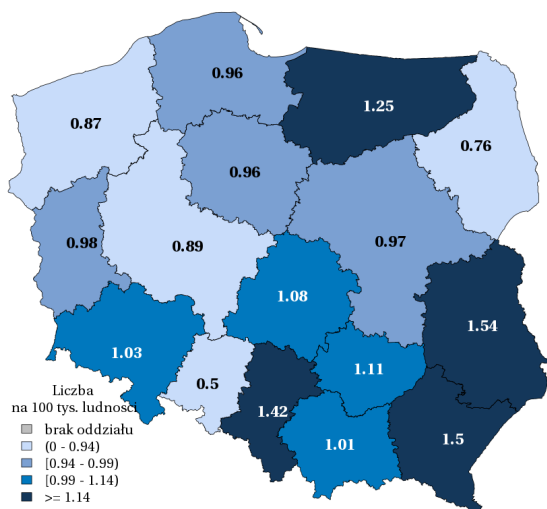 0.96
1.25
0.87
0.76
0.96
0.98
0.89
0.97
1.08
1.54
1.03
1.11
0.5
1.42
1.01
1.5
Liczba
na 100 tys. ludności
brak oddziału
(0 - 0.94)
[0.94 - 0.99)
[0.99 - 1.14)
>= 1.14